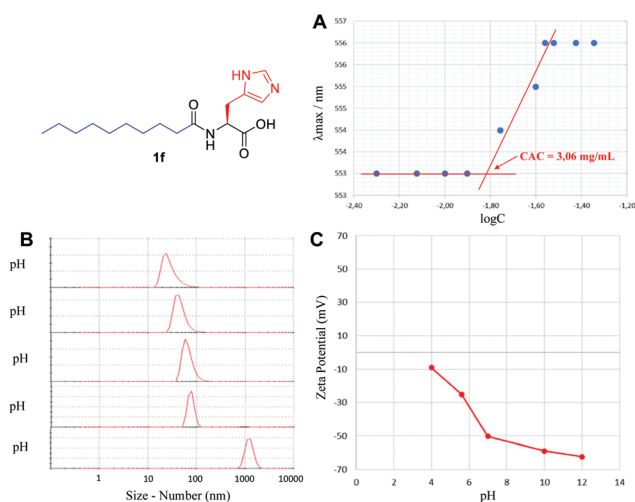 HN
N
O
N
H
OH
O
1f
A
557
556
556
555
555
554
554
553
553
λmax / nm
CAC = 3,06 mg/mL
-2,40
-2,20
-2,00
-1,80
-1,60
-1,40
-1,20
logC
B
pH
pH
pH
pH
pH
1
10
100
1000
10000
Size - Number (nm)
C
70
50
30
10
-10
-30
-50
-70
Zeta Potential (mV)
0
2
4
6
8
10
12
14
pH